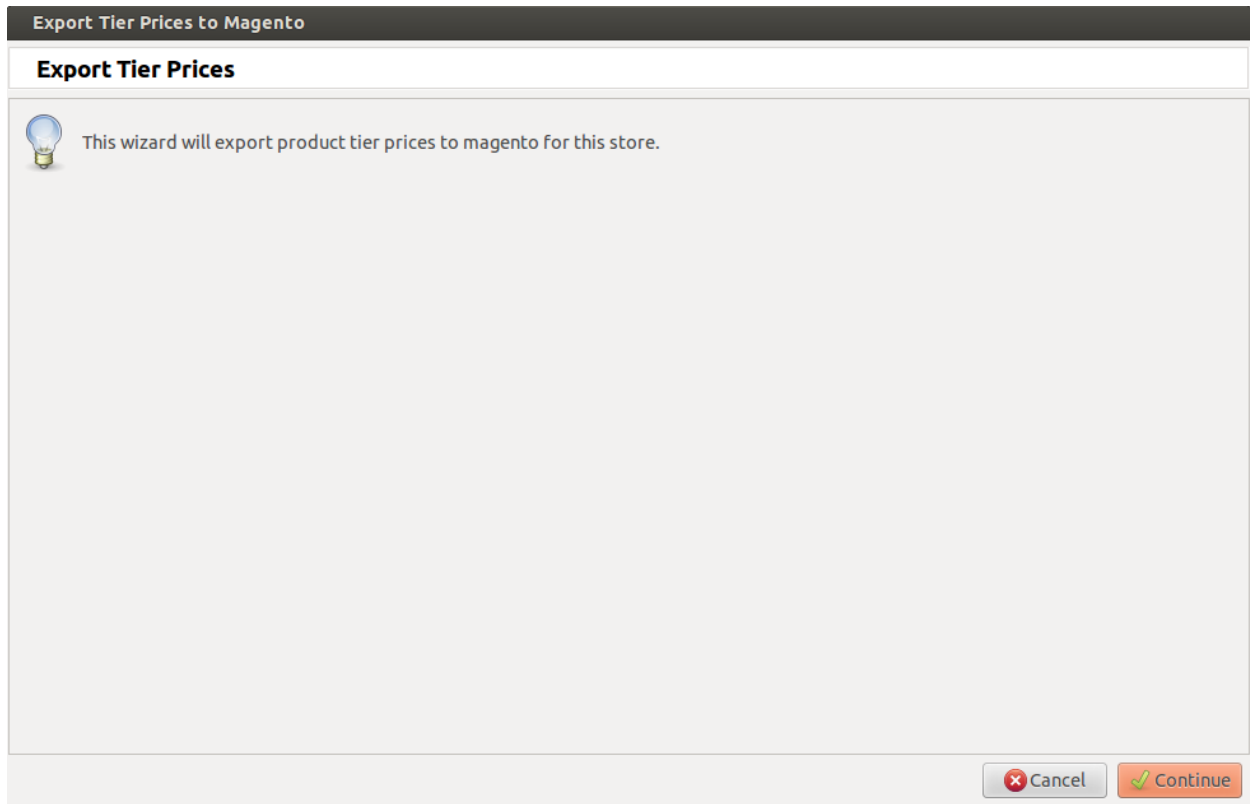 Export Tier Prices to Magento
Export Tier Prices
This wizard will export product tier prices to magento for this store.
Cancel
Continue